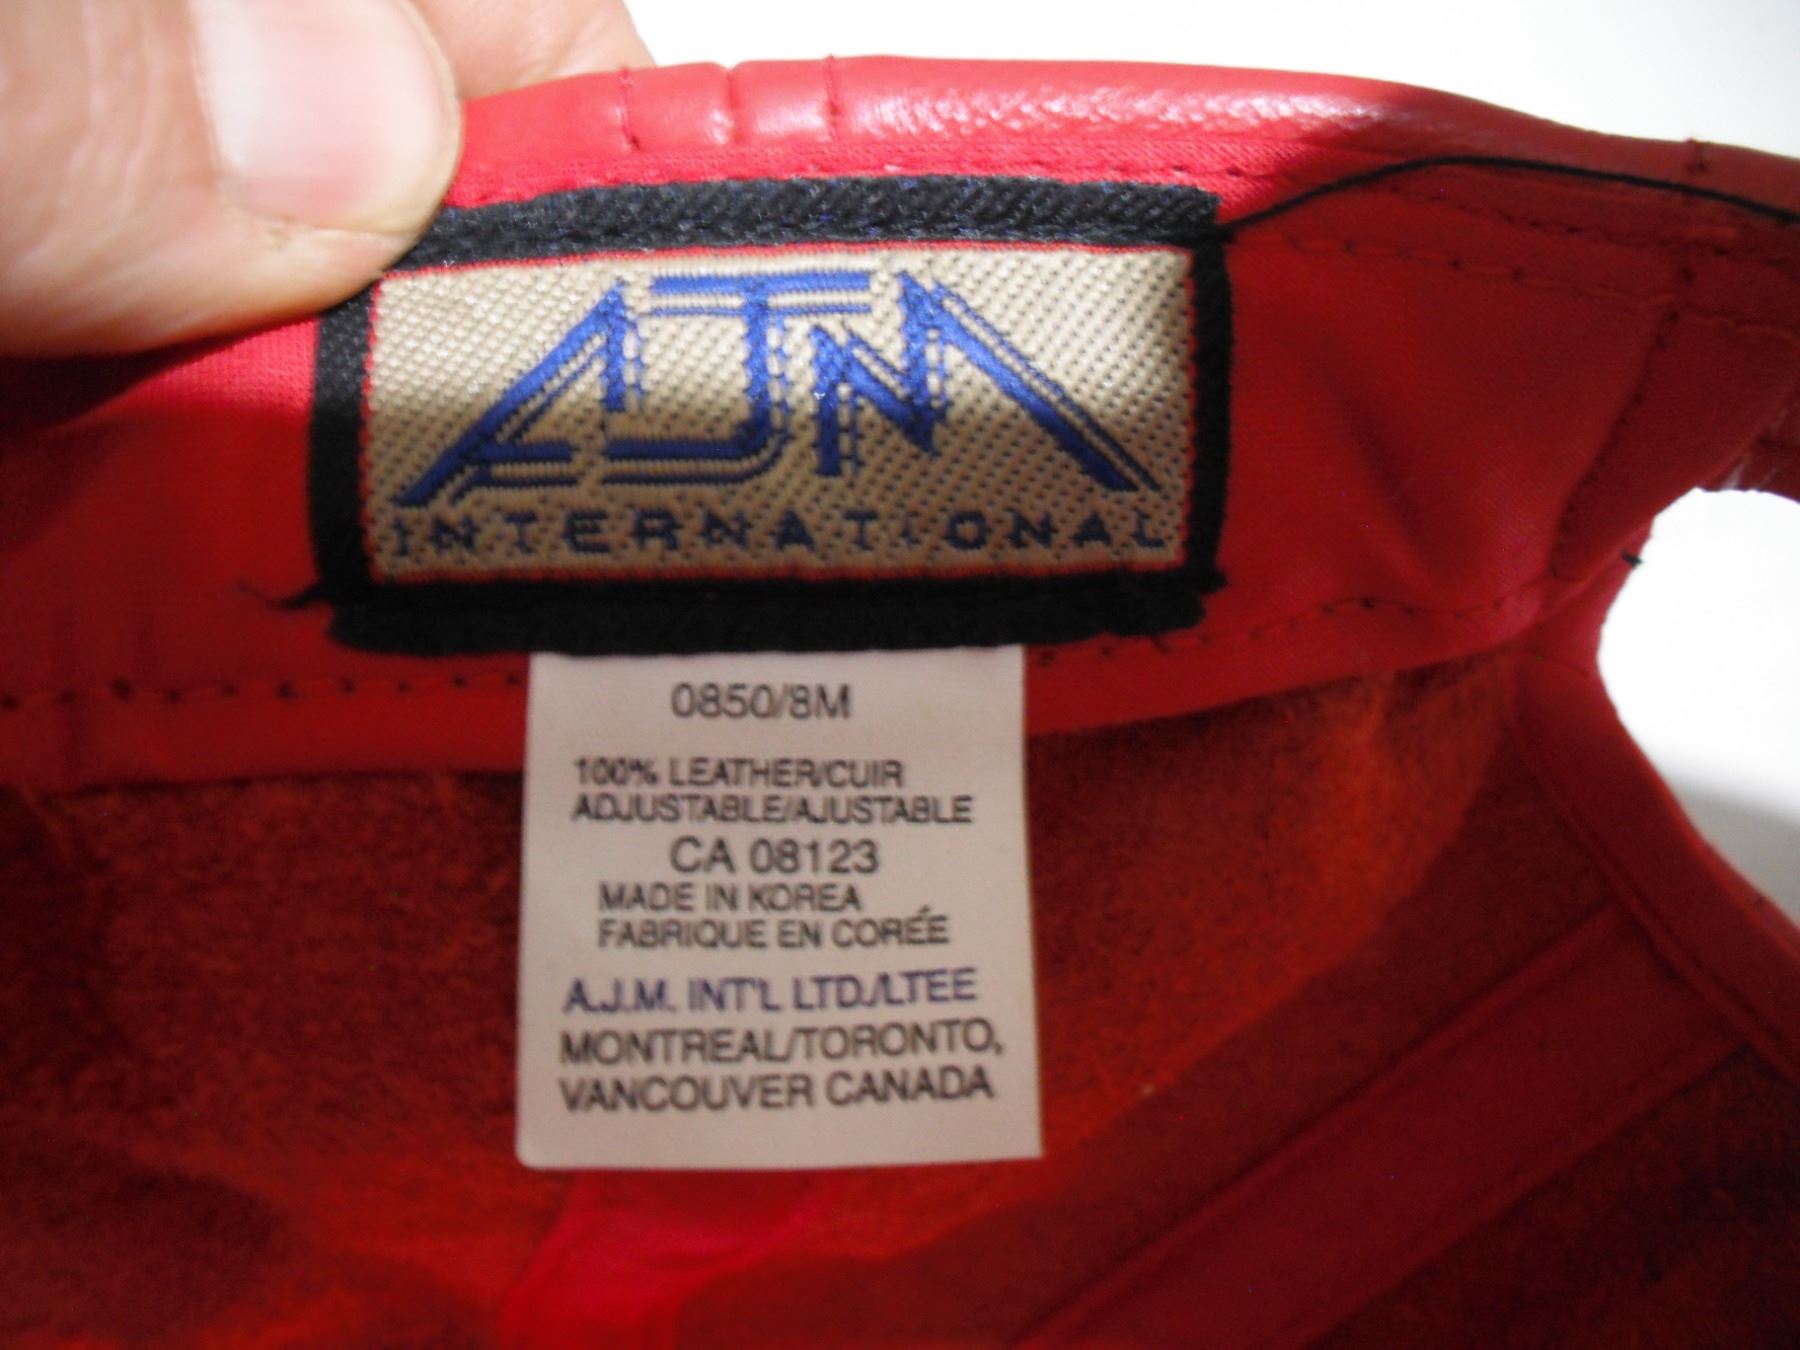 AJM
INTERNATIONAL
0850/8M
100% LEATHER/CUIR
ADJUSTABLE/AJUSTABLE
CA 08123
MADE IN KOREA
FABRIQUE EN CORÉE
A.J.M. INT'L LTD./LTEE
MONTREAL/TORONTO,
VANCOUVER CANADA